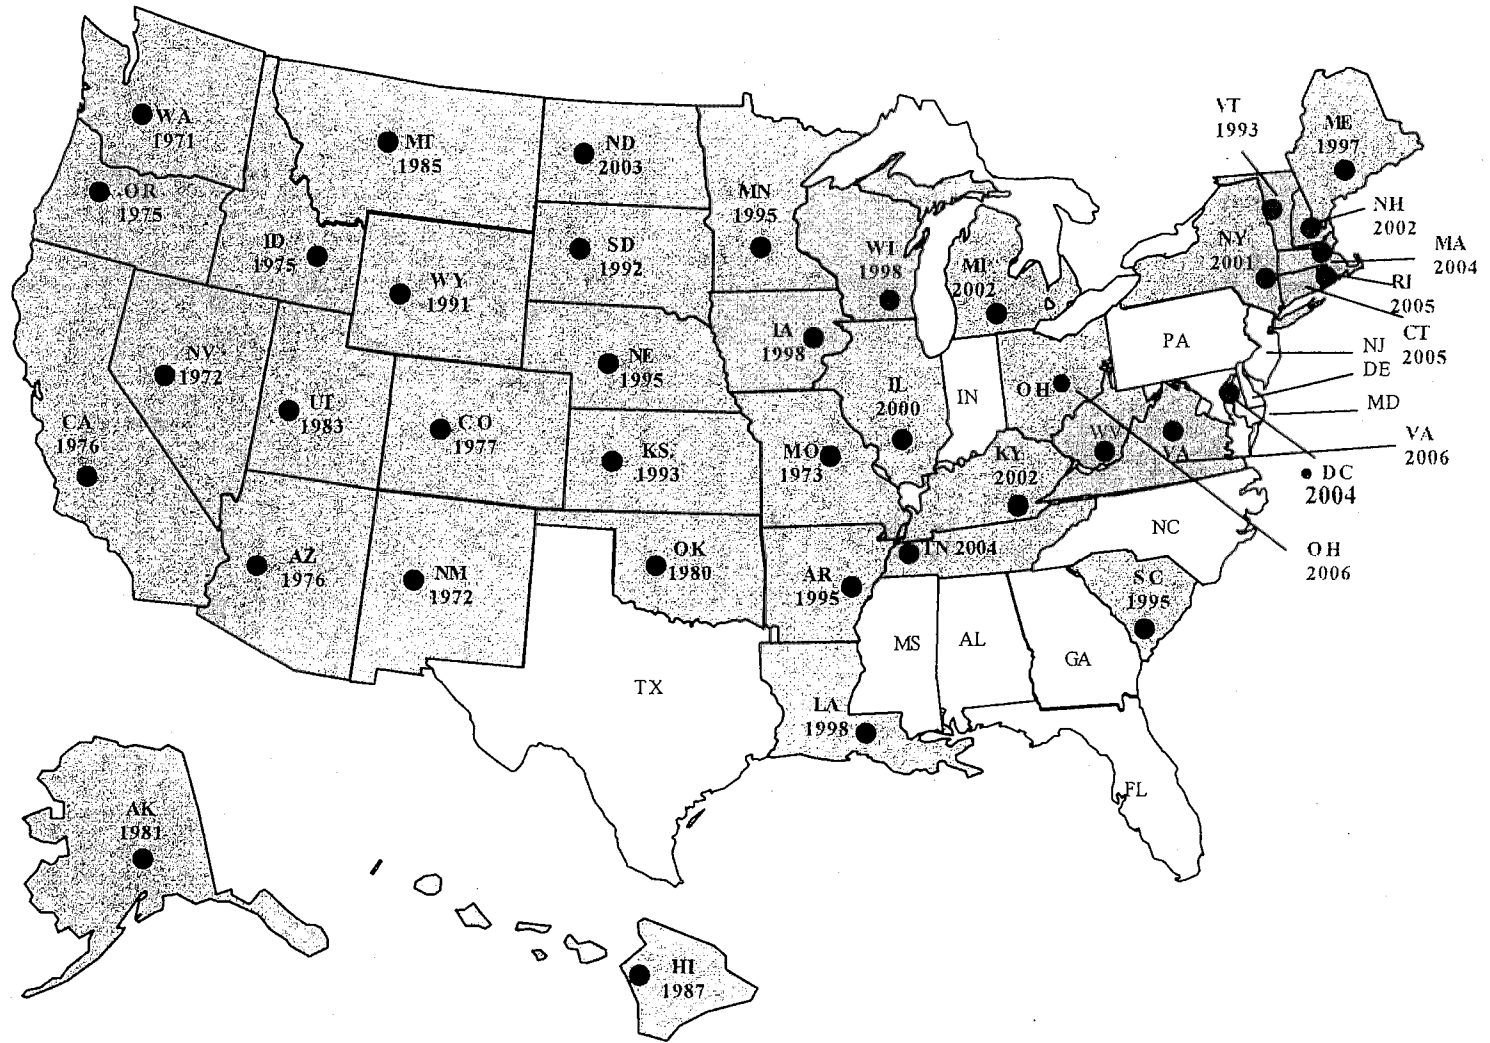 VT
1993
ME
1997
WA
1971
MT
1985
ND
2003
OR
1975
MN
1995
NH
2002
ID
1975
SD
1992
WI
1998
MI
2002
NY
2001
MA
2004
WY
1991
RI
2005
IA
1998
NV
1972
NE
1995
PA
CT
2005
NJ
DE
UT
1983
IL
2000
IN
OH
MD
CA
1976
CO
1977
KS.
1993
MO
1973
KY
2002
WV
VA
VA
2006
DC
2004
NC
OH
2006
AZ
1976
NM
1972
OK
1980
AR
1995
TN 2004
SC
1995
MS
AL
GA
TX
LA
1998
FL
AK
1981
HI
1987